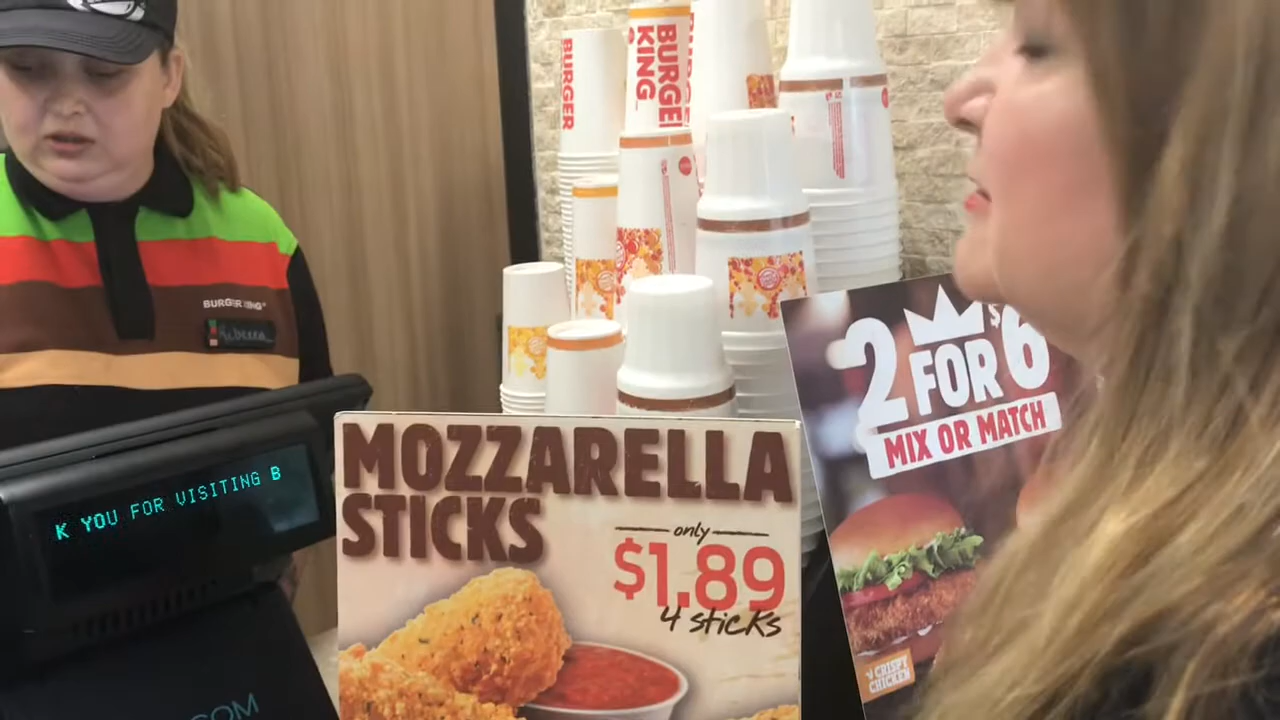 BURGER
BURGER
KING
BURGER KING
MOZZARELLA
STICKS
only
$1.89
4 sticks
2 FOR $6
MIX OR MATCH
CRISPY
CHICKEN
K YOU FOR VISITING B
.COM